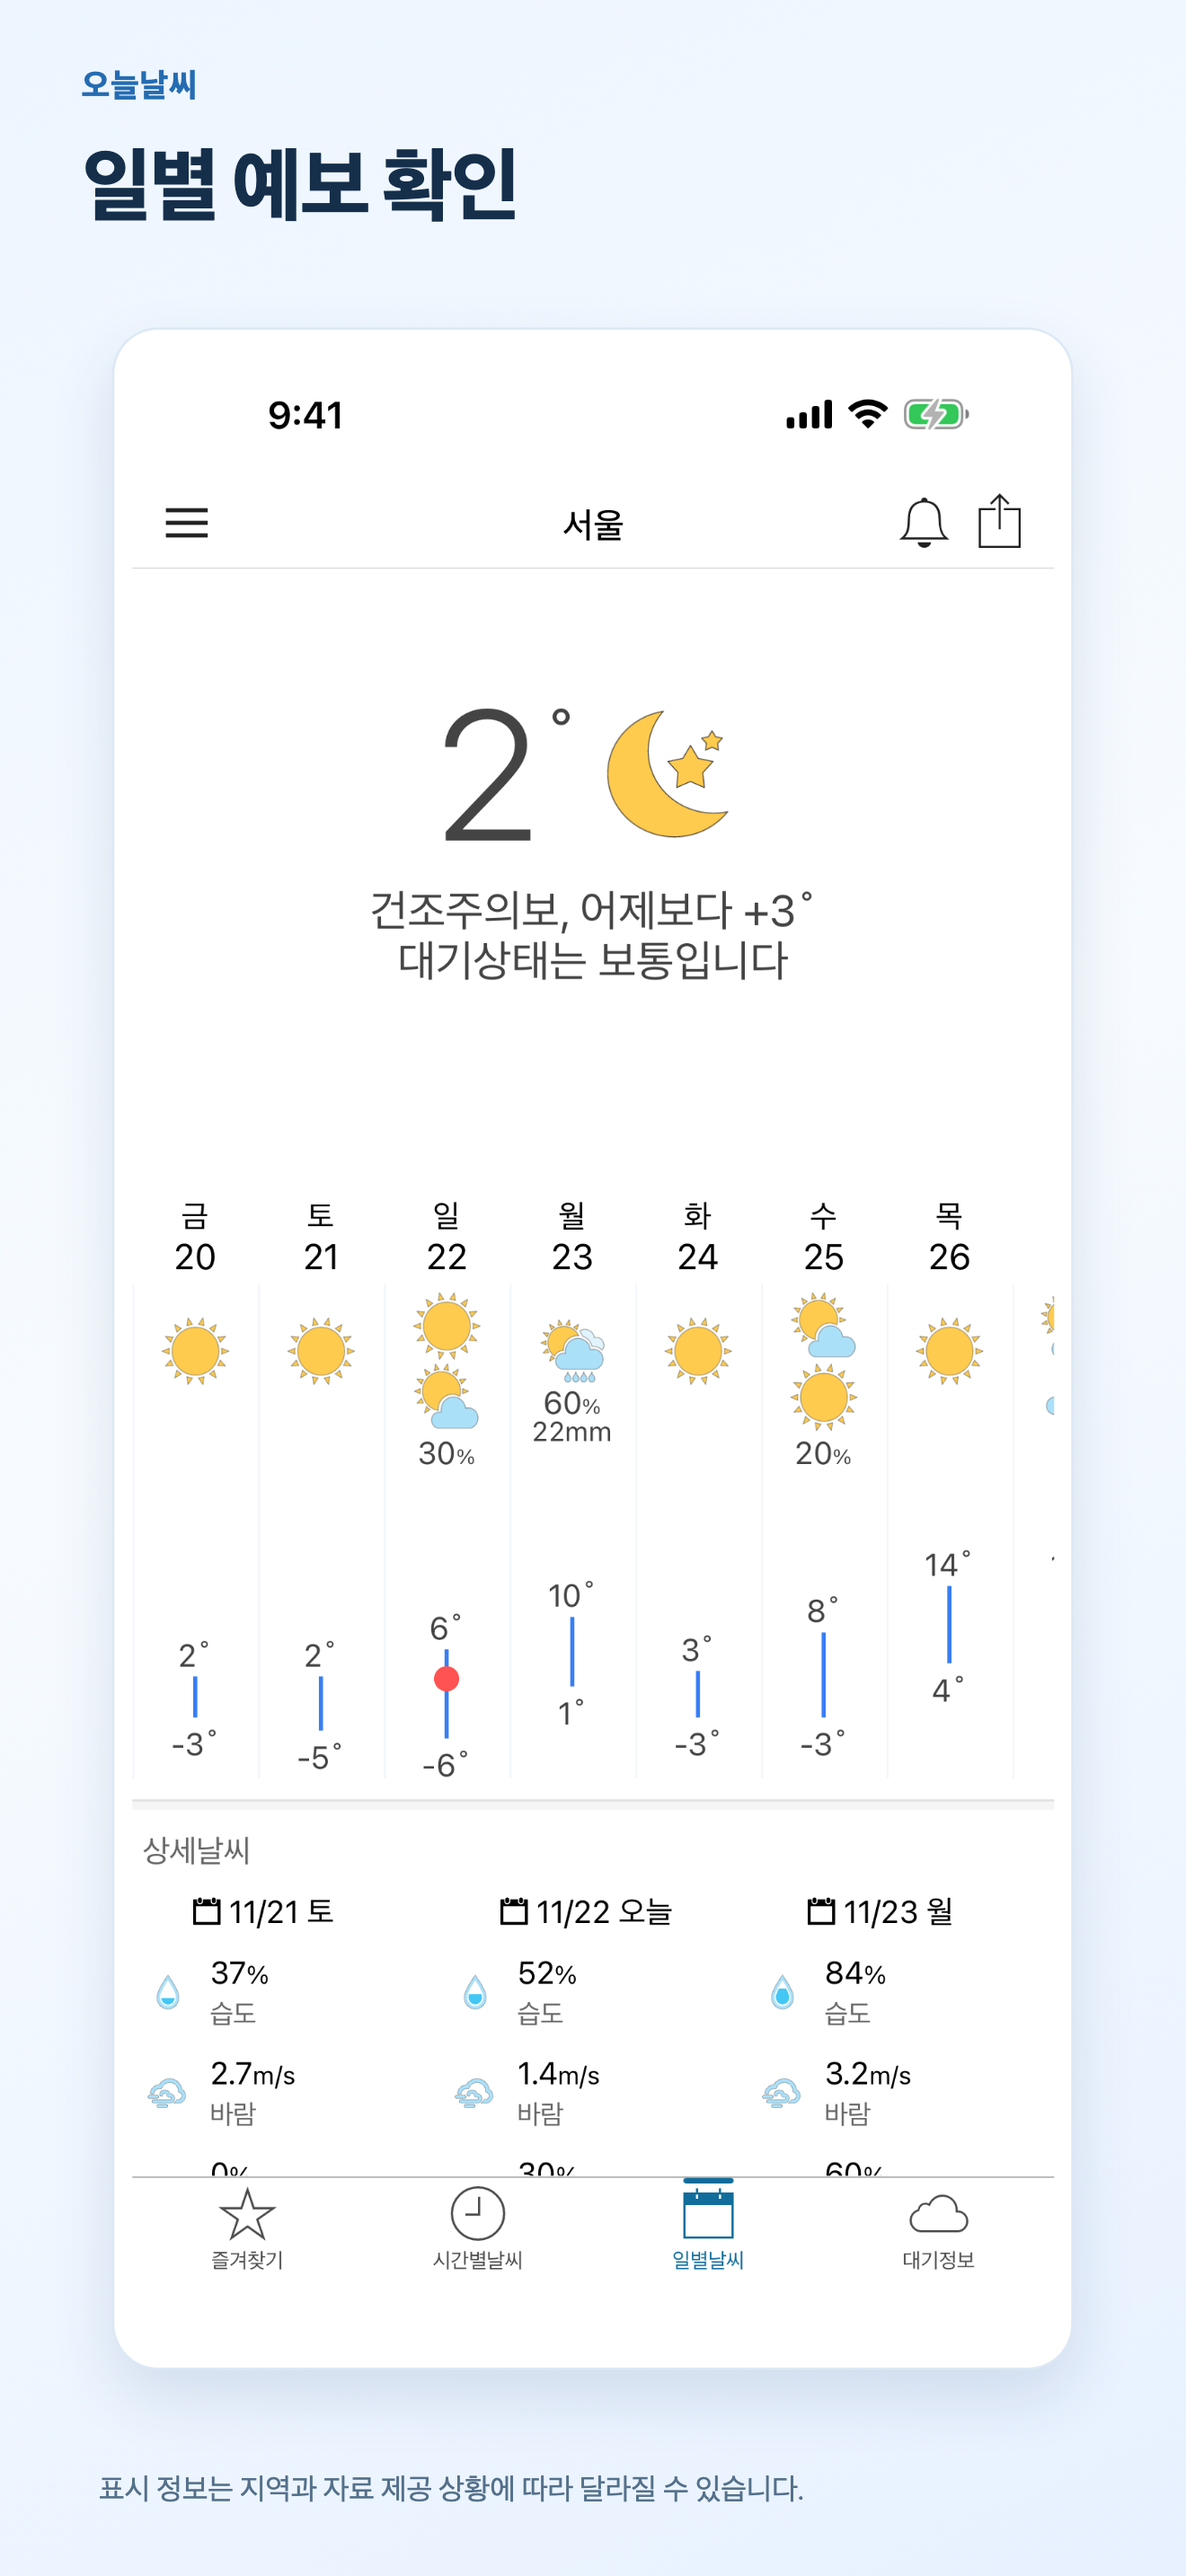 오늘날씨
일별 예보 확인
9:41
서울
2°
건조주의보, 어제보다 +3°
대기상태는 보통입니다
금 토 일 월 화 수 목
20 21 22 23 24 25 26
60%
22mm
30% 20%
14°
10°
8°
6°
3°
2° 2°
4°
1°
-3° -3° -3°
-5°
-6°
상세날씨
11/21 토 11/22 오늘 11/23 월
37% 52% 84%
습도 습도 습도
2.7m/s 1.4m/s 3.2m/s
바람 바람 바람
0% 30% 60%
즐겨찾기 시간별날씨 일별날씨 대기정보
표시 정보는 지역과 자료 제공 상황에 따라 달라질 수 있습니다.